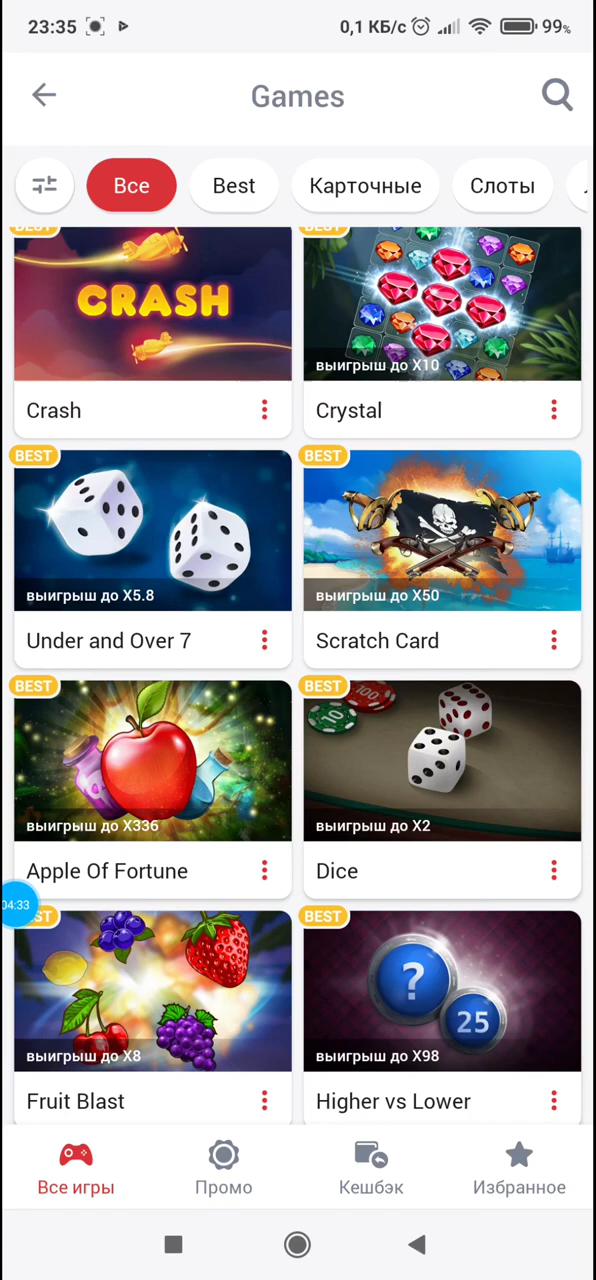 23:35 0,1 КБ/с 99%
Games
Все Best Карточные Слоты
BEST BEST
CRASH
выигрыш до X10
Crash Crystal
BEST BEST
выигрыш до X5.8 выигрыш до X50
Under and Over 7 Scratch Card
BEST BEST
10 100
выигрыш до X336 выигрыш до X2
Apple Of Fortune Dice
04:33
BEST
? 25
выигрыш до X8 выигрыш до X98
Fruit Blast Higher vs Lower
Все игры Промо Кешбэк Избранное